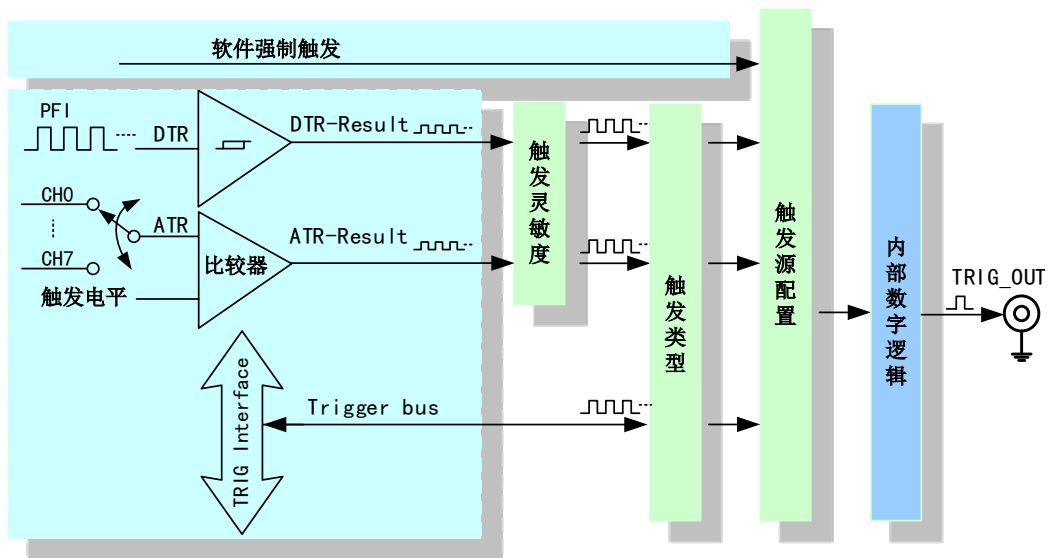 软件强制触发
PFI
DTR
DTR-Result
CH0
ATR
ATR-Result
CH7
触发电平
比较器
TRIG Interface
Trigger bus
触发灵敏度
触发类型
触发源配置
内部数字逻辑
TRIG_OUT